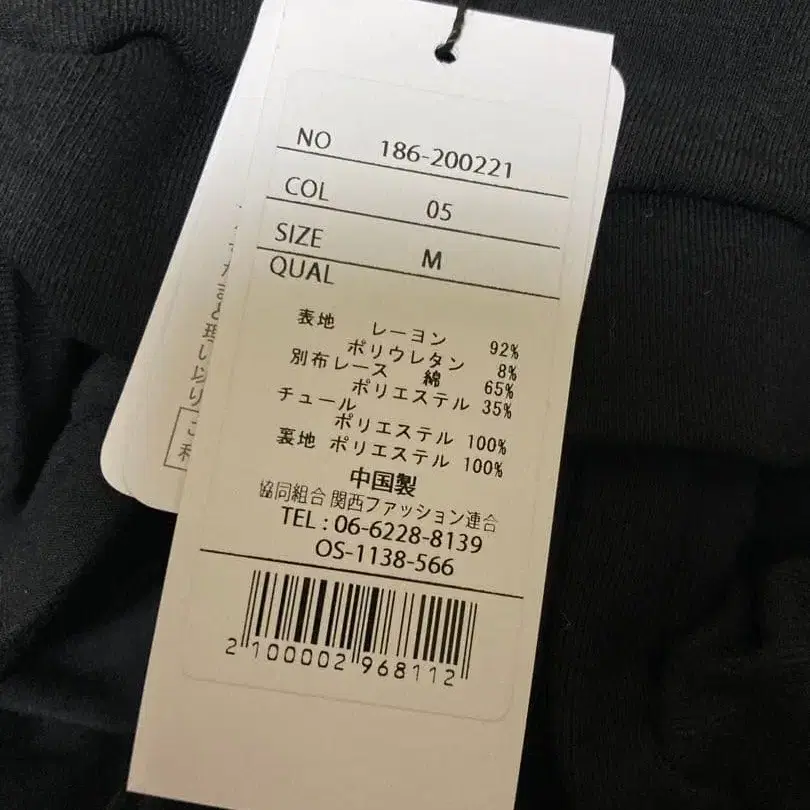 NO 186-200221
COL 05
SIZE M
QUAL
表地 レーヨン 92%
ポリウレタン 8%
別布レース 綿 65%
ポリエステル 35%
チュール
ポリエステル 100%
裏地 ポリエステル 100%
中国製
協同組合 関西ファッション連合
TEL : 06-6228-8139
OS-1138-566
2 100002 968112